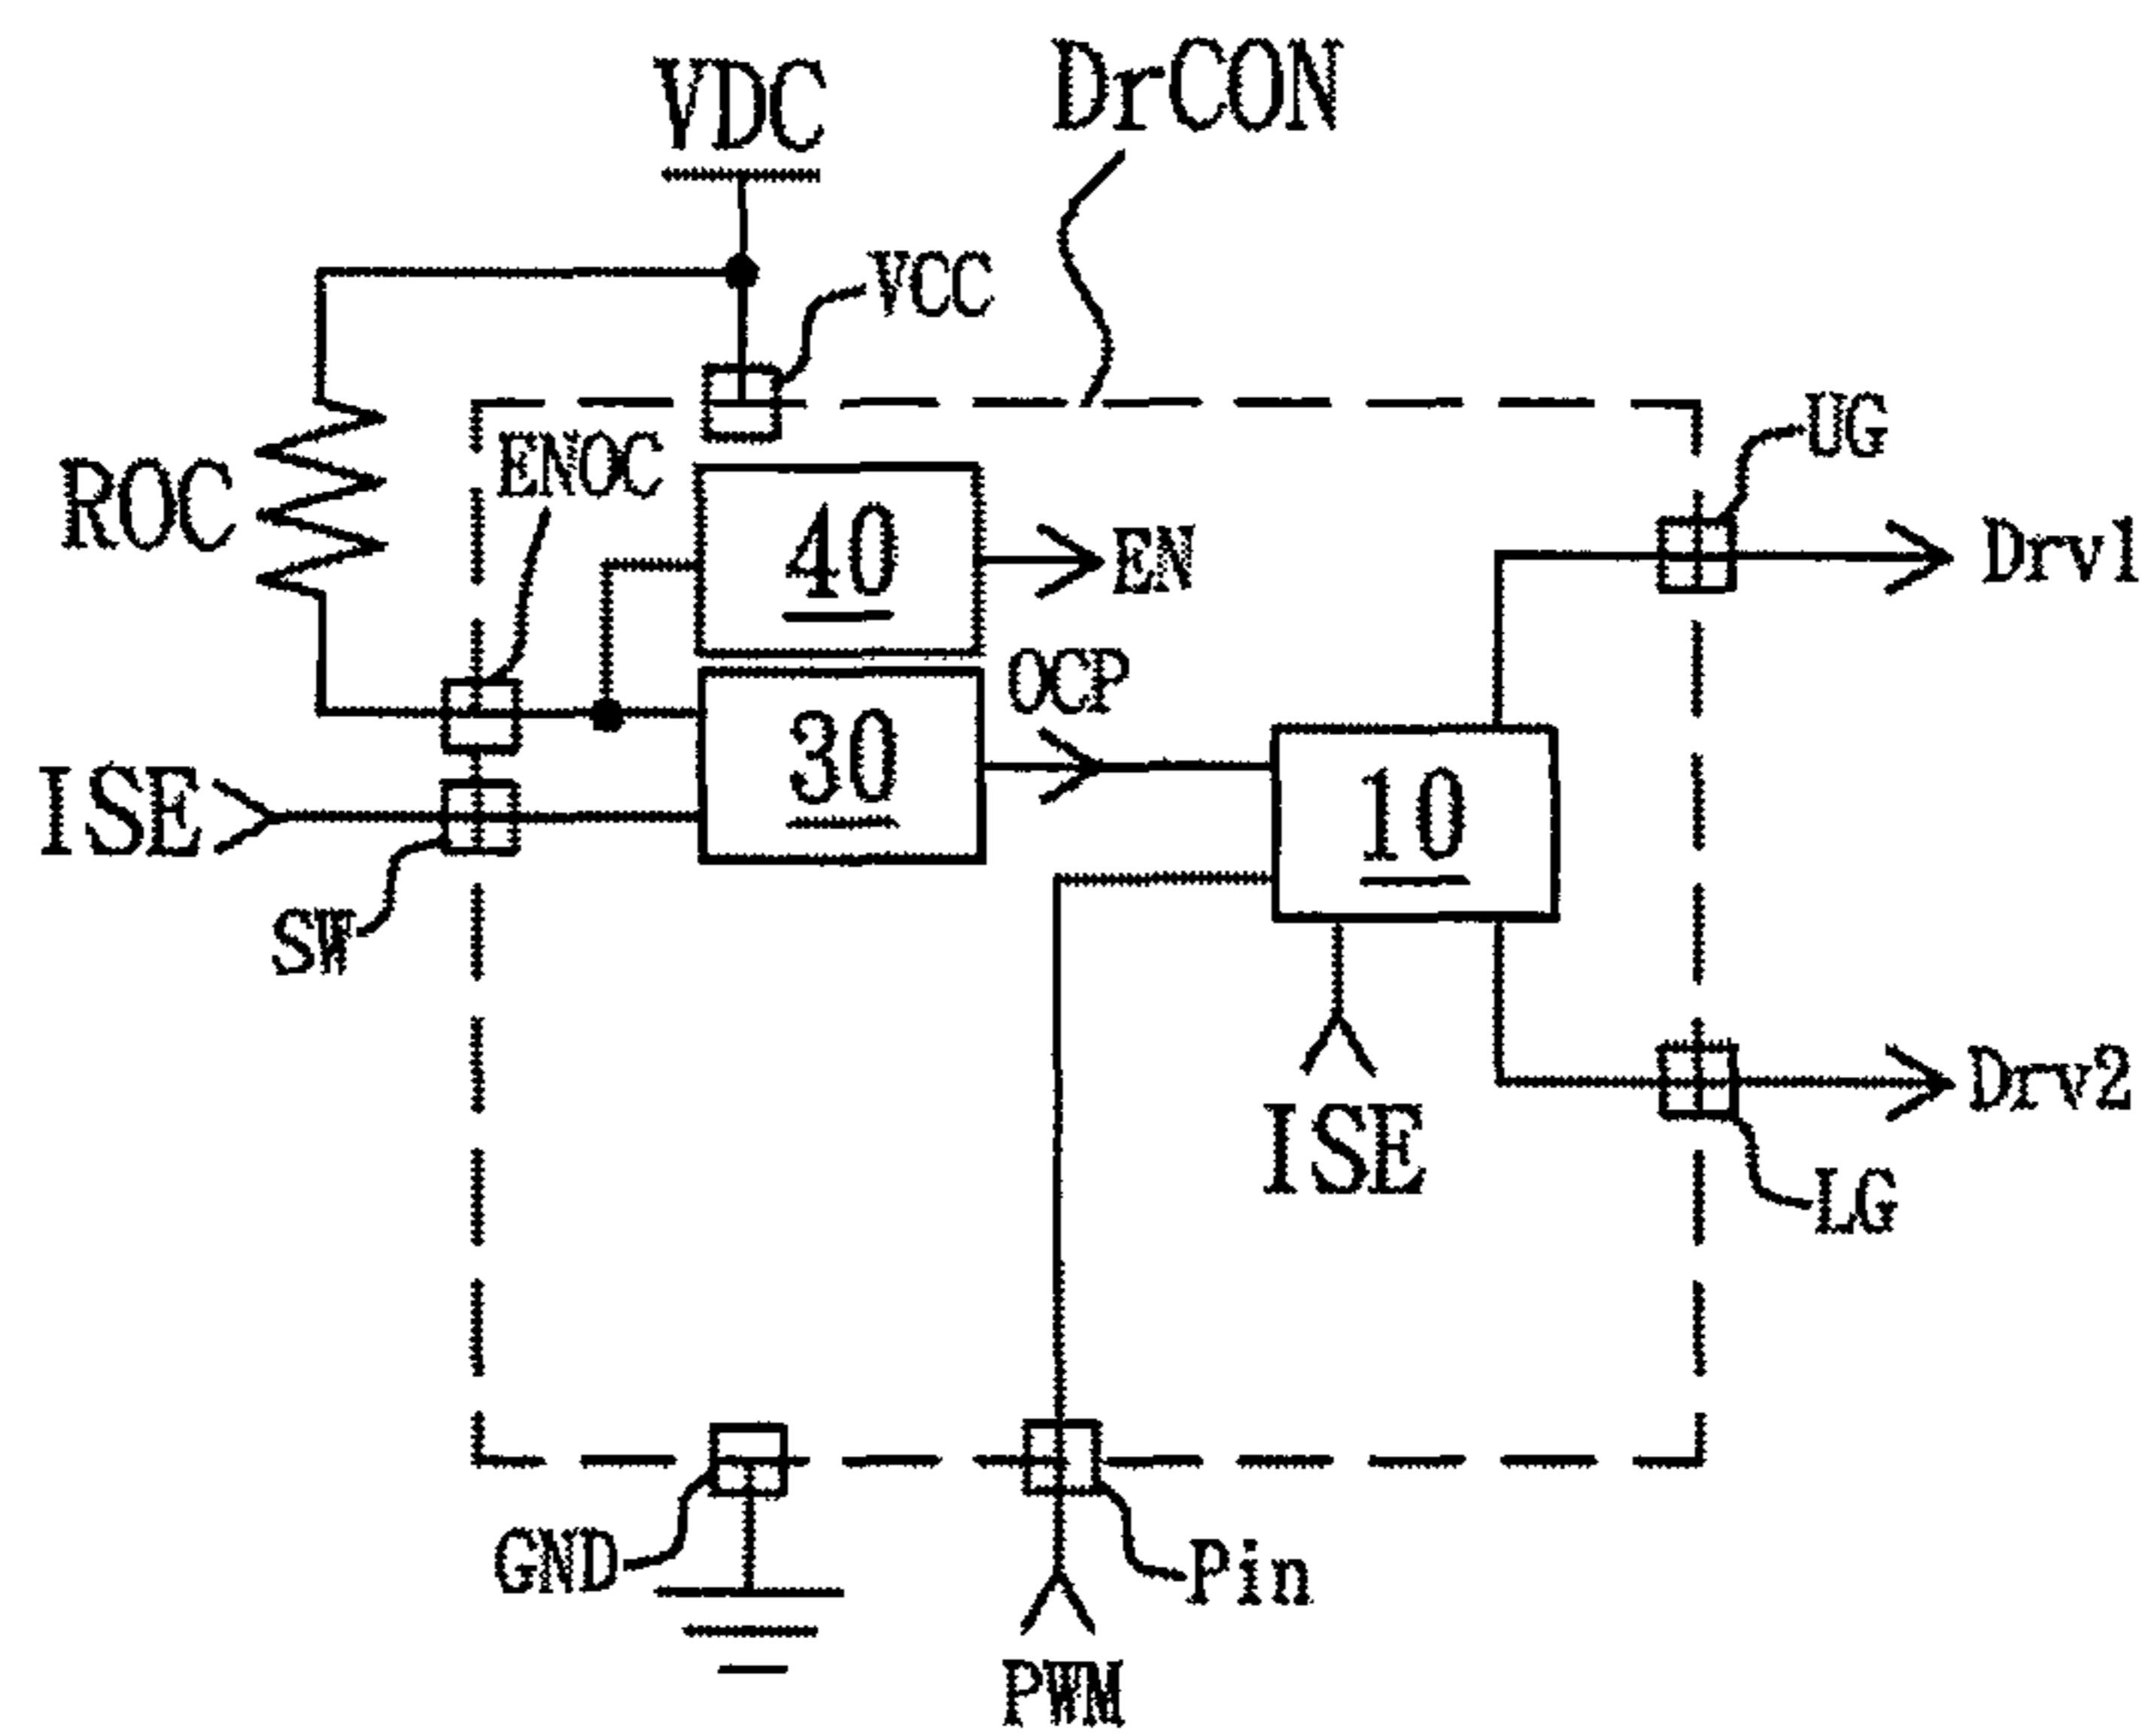 VDC
DrCON
VCC
UG
ENOC
ROC
40
EN
Drv1
OCP
30
10
ISE
SW
Drv2
ISE
LG
GND
Pin
PWM